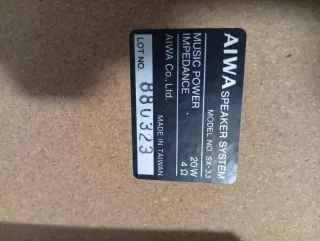 AIWA SPEAKER SYSTEM
MODEL NO. SX-33
MUSIC POWER : 20W
IMPEDANCE 4Ω
AIWA Co., Ltd. MADE IN TAIWAN
LOT NO. 880323